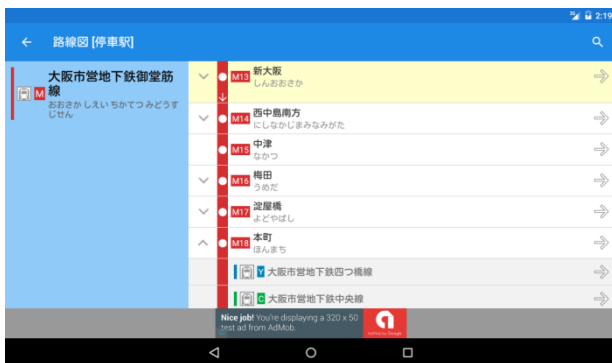 2:19
路線図 [停車駅]
M
大阪市営地下鉄御堂筋
線
おおさか しえい ちかてつ みどうす
じせん
M13 新大阪
しんおおさか
M14 西中島南方
にしなかじまみなみがた
M15 中津
なかつ
M16 梅田
うめだ
M17 淀屋橋
よどやばし
M18 本町
ほんまち
Y 大阪市営地下鉄四つ橋線
C 大阪市営地下鉄中央線
Nice job! You're displaying a 320 x 50
test ad from AdMob.